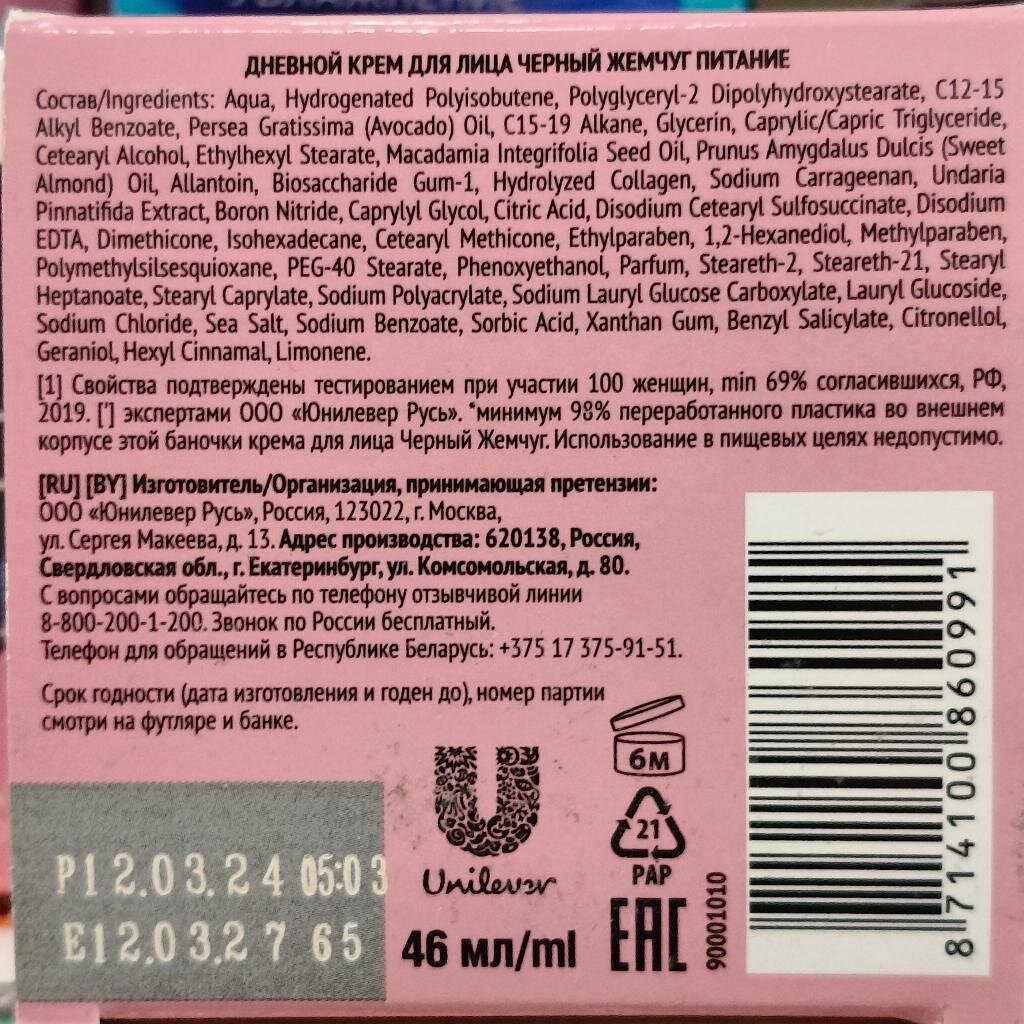 ДНЕВНОЙ КРЕМ ДЛЯ ЛИЦА ЧЕРНЫЙ ЖЕМЧУГ ПИТАНИЕ
Состав/Ingredients: Aqua, Hydrogenated Polyisobutene, Polyglyceryl-2 Dipolyhydroxystearate, C12-15
Alkyl Benzoate, Persea Gratissima (Avocado) Oil, C15-19 Alkane, Glycerin, Caprylic/Capric Triglyceride,
Cetearyl Alcohol, Ethylhexyl Stearate, Macadamia Integrifolia Seed Oil, Prunus Amygdalus Dulcis (Sweet
Almond) Oil, Allantoin, Biosaccharide Gum-1, Hydrolyzed Collagen, Sodium Carrageenan, Undaria
Pinnatifida Extract, Boron Nitride, Caprylyl Glycol, Citric Acid, Disodium Cetearyl Sulfosuccinate, Disodium
EDTA, Dimethicone, Isohexadecane, Cetearyl Methicone, Ethylparaben, 1,2-Hexanediol, Methylparaben,
Polymethylsilsesquioxane, PEG-40 Stearate, Phenoxyethanol, Parfum, Steareth-2, Steareth-21, Stearyl
Heptanoate, Stearyl Caprylate, Sodium Polyacrylate, Sodium Lauryl Glucose Carboxylate, Lauryl Glucoside,
Sodium Chloride, Sea Salt, Sodium Benzoate, Sorbic Acid, Xanthan Gum, Benzyl Salicylate, Citronellol,
Geraniol, Hexyl Cinnamal, Limonene.
[1] Свойства подтверждены тестированием при участии 100 женщин, min 69% согласившихся, РФ,
2019. ['] экспертами ООО «Юнилевер Русь». *минимум 98% переработанного пластика во внешнем
корпусе этой баночки крема для лица Черный Жемчуг. Использование в пищевых целях недопустимо.
[RU] [BY] Изготовитель/Организация, принимающая претензии:
ООО «Юнилевер Русь», Россия, 123022, г. Москва,
ул. Сергея Макеева, д. 13. Адрес производства: 620138, Россия,
Свердловская обл., г. Екатеринбург, ул. Комсомольская, д. 80.
С вопросами обращайтесь по телефону отзывчивой линии
8-800-200-1-200. Звонок по России бесплатный.
Телефон для обращений в Республике Беларусь: +375 17 375-91-51.
Срок годности (дата изготовления и годен до), номер партии
смотри на футляре и банке.
6М
21
PAP
Unilever
P12.03.24 05:03
E12.03.27 65
46 мл/ml
EAC
90001010
8714100860991